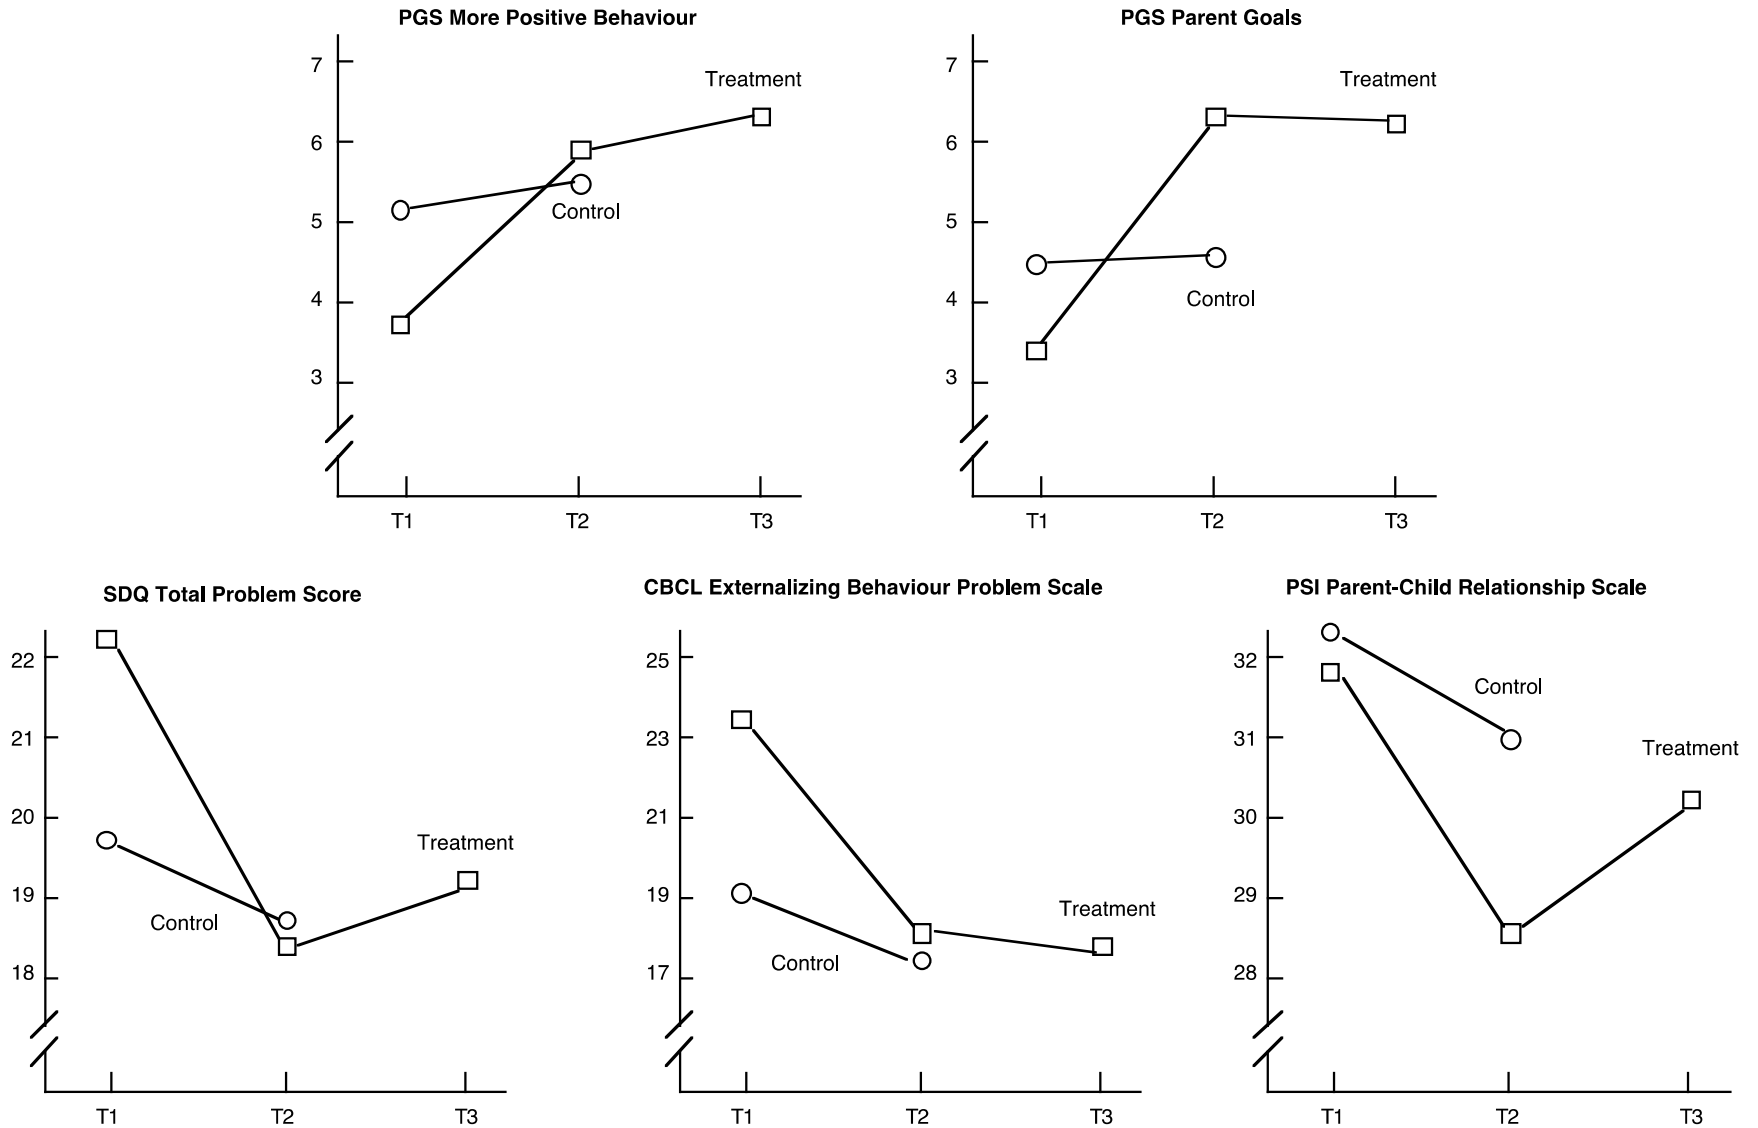 PGS More Positive Behaviour
7
6
5
4
3
Treatment
Control
T1 T2 T3
PGS Parent Goals
7
6
5
4
3
Treatment
Control
T1 T2 T3
SDQ Total Problem Score
22
21
20
19
18
Treatment
Control
T1 T2 T3
CBCL Externalizing Behaviour Problem Scale
25
23
21
19
17
Treatment
Control
T1 T2 T3
PSI Parent-Child Relationship Scale
32
31
30
29
28
Control
Treatment
T1 T2 T3